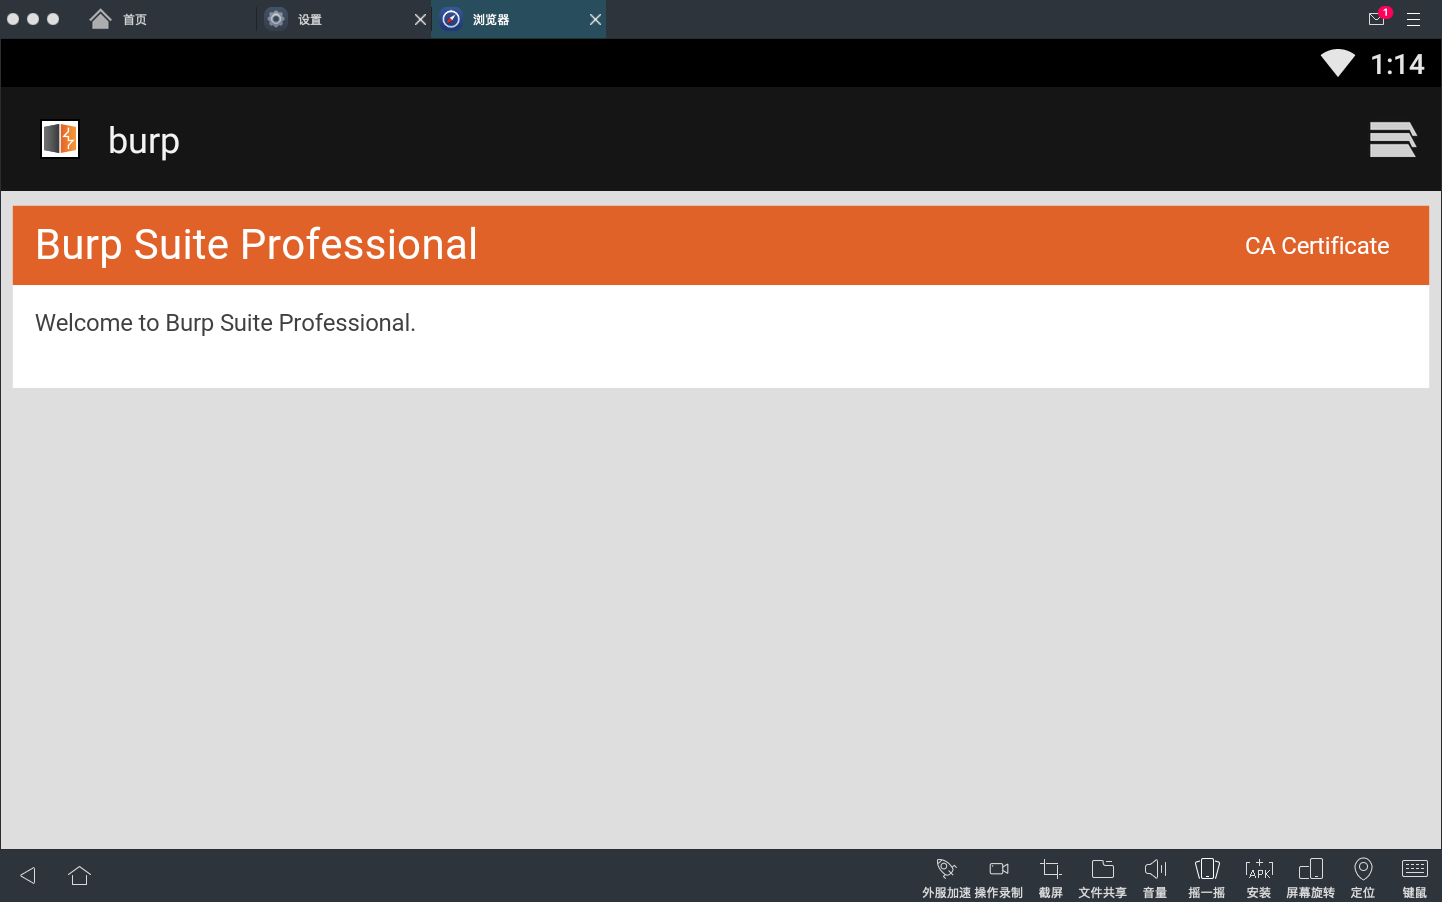 首页
设置
浏览器
1
1:14
burp
Burp Suite Professional
CA Certificate
Welcome to Burp Suite Professional.
外服加速
操作录制
截屏
文件共享
音量
摇一摇
APK
安装
屏幕旋转
定位
键鼠